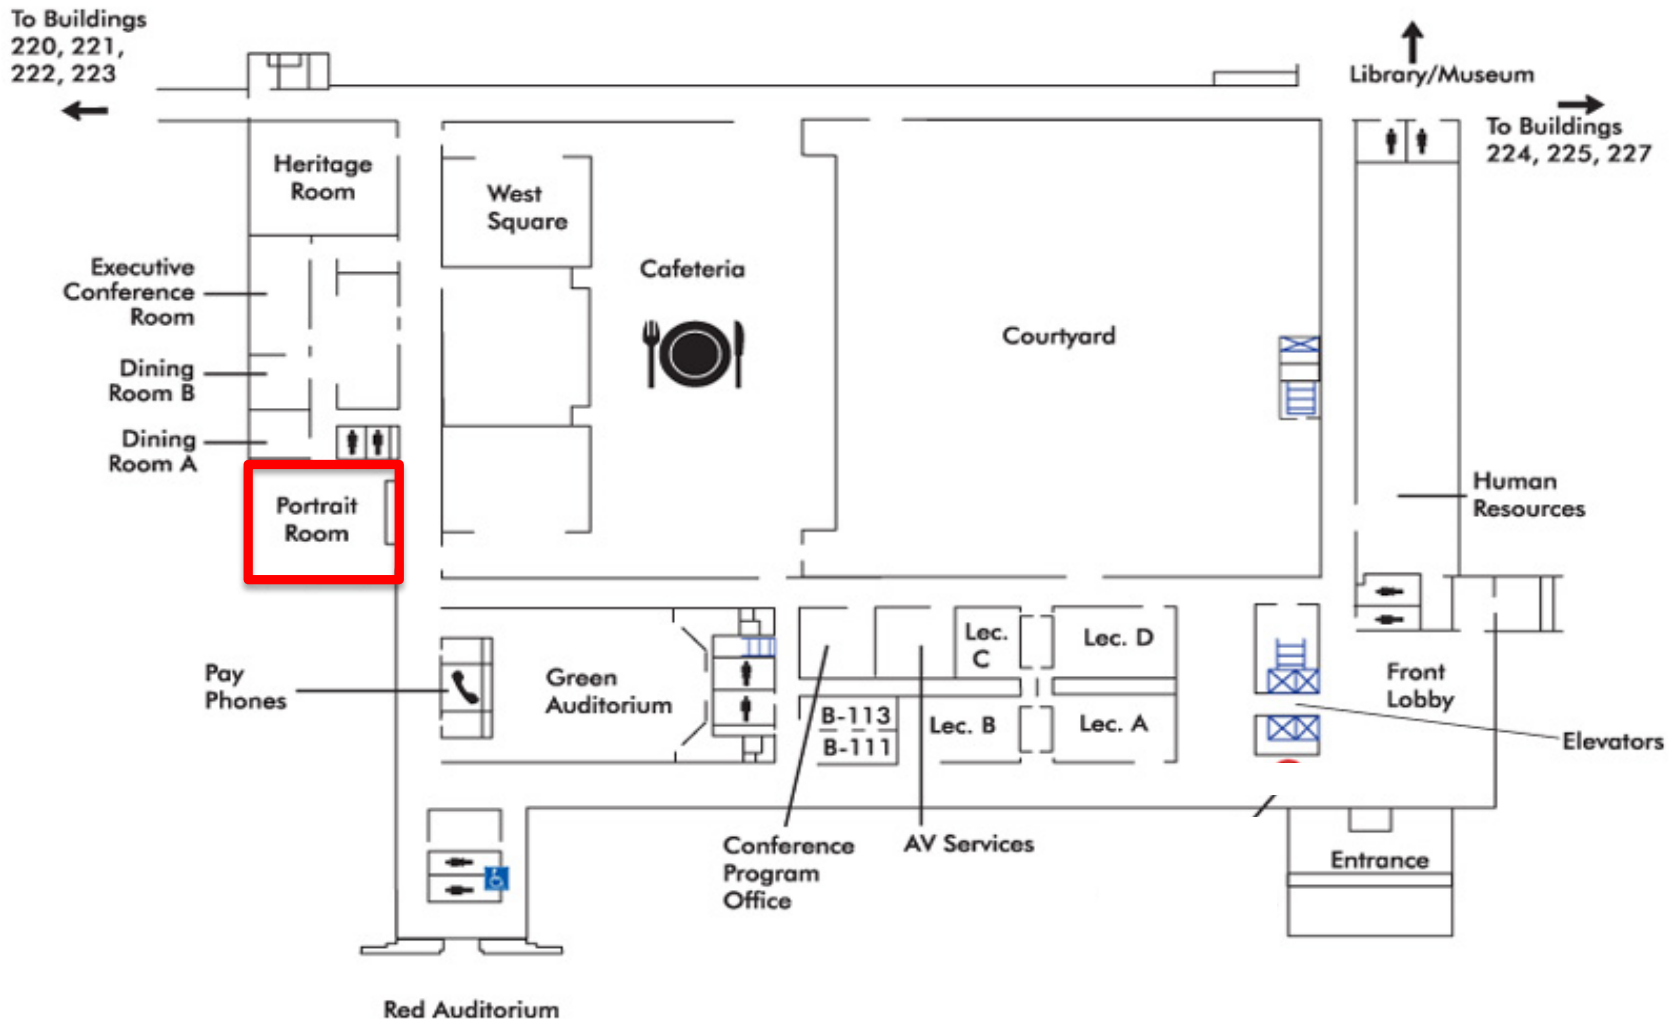 To Buildings
220, 221,
222, 223
Library/Museum
To Buildings
224, 225, 227
Heritage
Room
West
Square
Executive
Conference
Room
Cafeteria
Courtyard
Dining
Room B
Dining
Room A
Portrait
Room
Human
Resources
Pay
Phones
Green
Auditorium
Lec.
C
Lec. D
Front
Lobby
B-113
B-111
Lec. B
Lec. A
Elevators
Conference
Program
Office
AV Services
Entrance
Red Auditorium